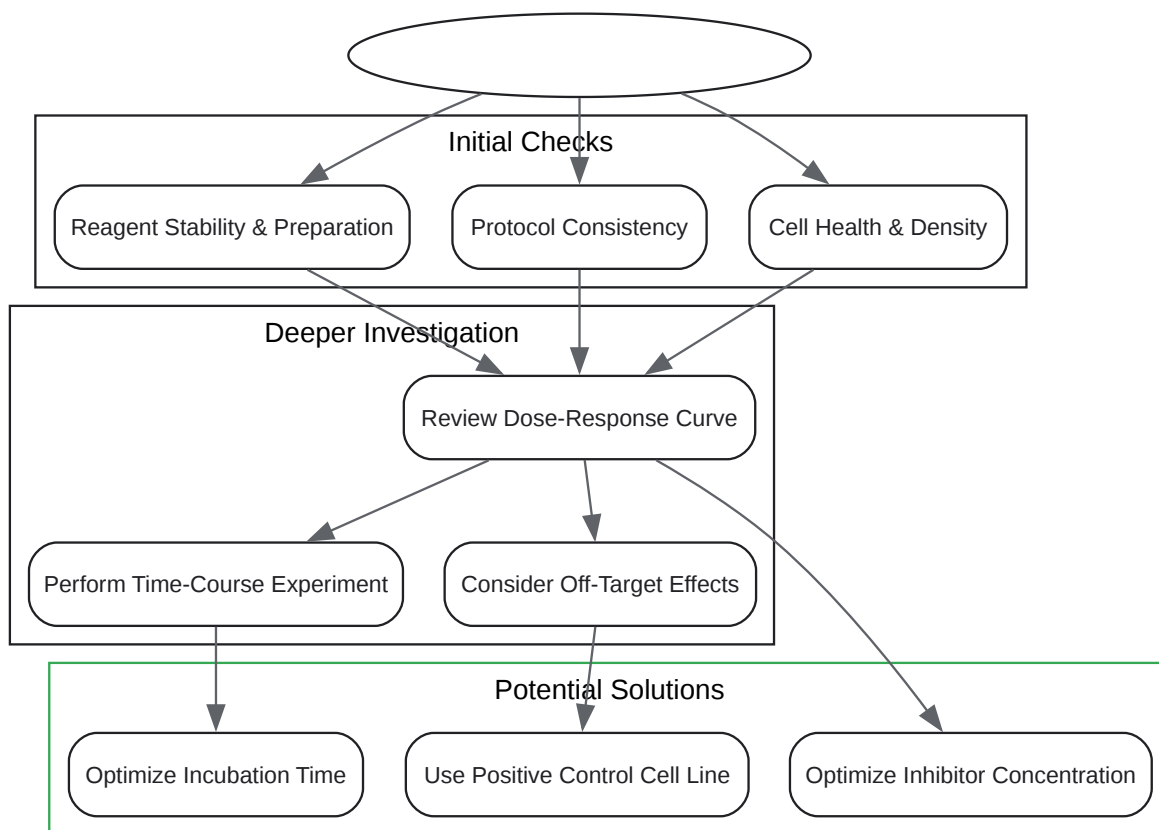 Initial Checks
Reagent Stability & Preparation
Protocol Consistency
Cell Health & Density
Deeper Investigation
Review Dose-Response Curve
Perform Time-Course Experiment
Consider Off-Target Effects
Potential Solutions
Optimize Incubation Time
Use Positive Control Cell Line
Optimize Inhibitor Concentration